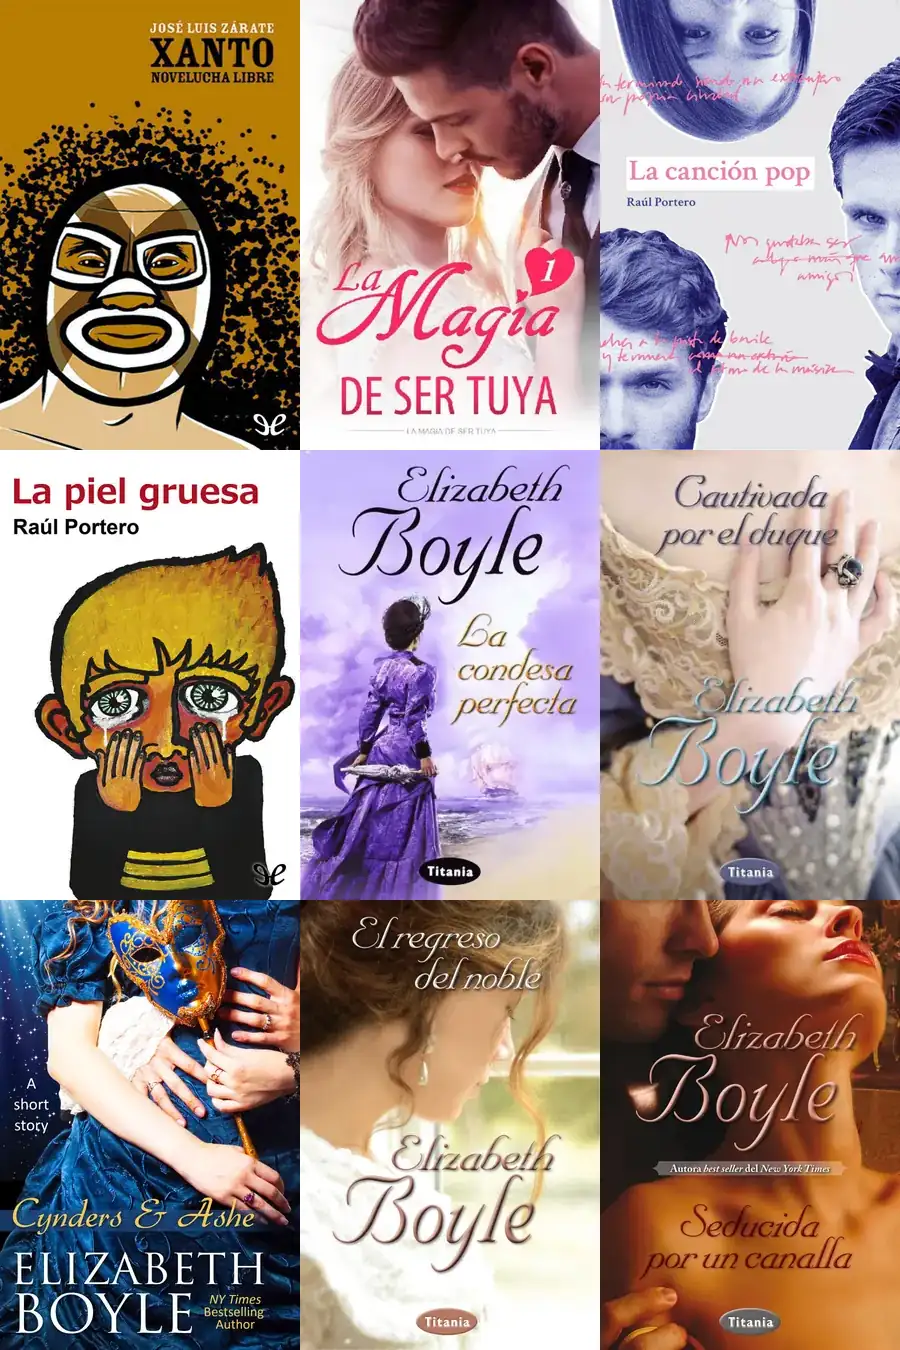 JOSÉ LUIS ZÁRATE
XANTO
NOVELUCHA LIBRE
La
Magia
1
DE SER TUYA
LA MAGIA DE SER TUYA
La canción pop
Raúl Portero
amigo
La piel gruesa
Raúl Portero
Elizabeth
Boyle
La
condesa
perfecta
Titania
Cautivada
por el duque
Elizabeth
Boyle
Titania
A
short
story
Cynders & Ashe
ELIZABETH
BOYLE
NY Times
Bestselling
Author
El regreso
del noble
Elizabeth
Boyle
Titania
Elizabeth
Boyle
Autora best seller del New York Times
Seducida
por un canalla
Titania